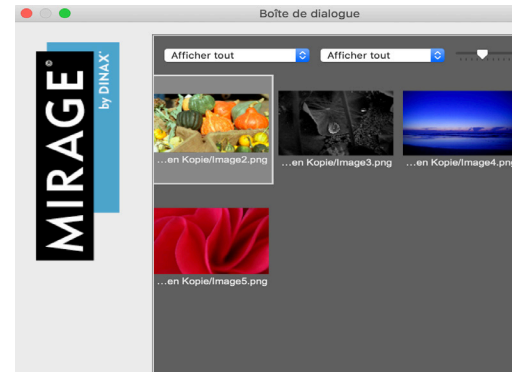 Boîte de dialogue
MIRAGE©
by DINAX®
Afficher tout
Afficher tout
...en Kopie/Image2.png
...en Kopie/Image3.png
...en Kopie/Image4.png
...en Kopie/Image5.png